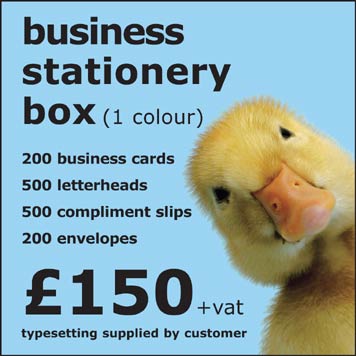 business
stationery
box (1 colour)
200 business cards
500 letterheads
500 compliment slips
200 envelopes
£150 +vat
typesetting supplied by customer